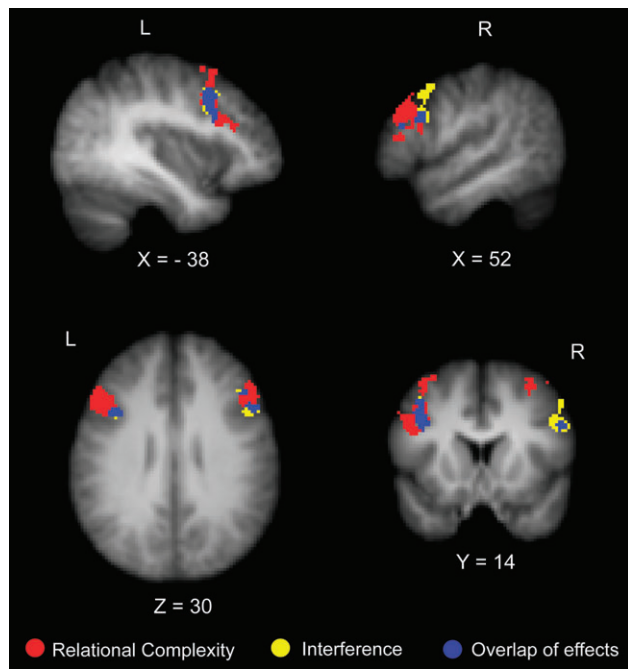 L
R
X = - 38
X = 52
L
R
Z = 30
Y = 14
Relational Complexity
Interference
Overlap of effects